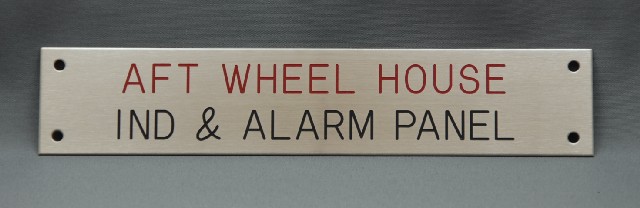 AFT WHEEL HOUSE
IND & ALARM PANEL